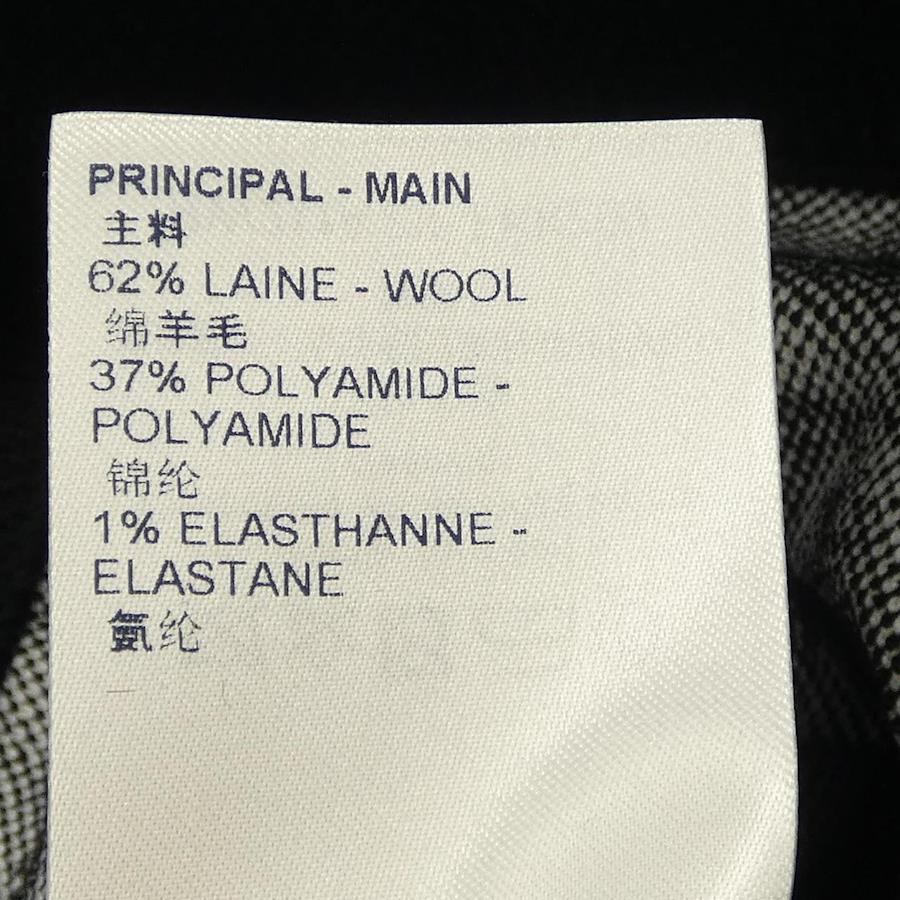 PRINCIPAL - MAIN
主料
62% LAINE - WOOL
绵羊毛
37% POLYAMIDE -
POLYAMIDE
锦纶
1% ELASTHANNE -
ELASTANE
氨纶